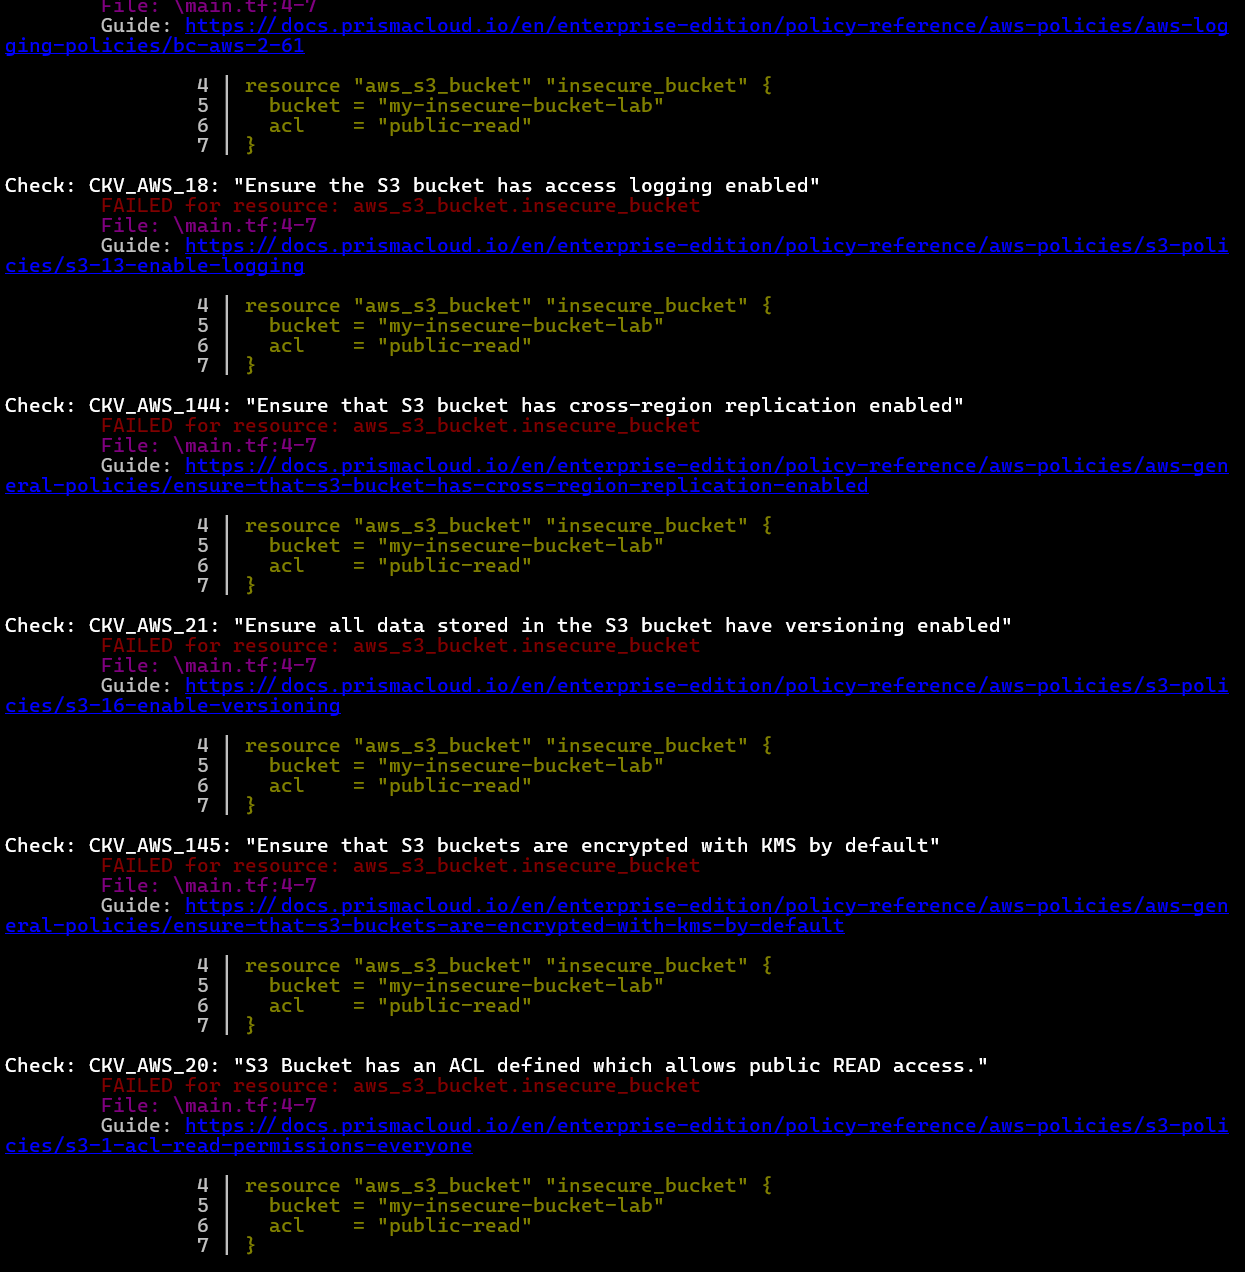 File: \main.tf:4-7
        Guide: https://docs.prismacloud.io/en/enterprise-edition/policy-reference/aws-policies/aws-log
ging-policies/bc-aws-2-61

                4 | resource "aws_s3_bucket" "insecure_bucket" {
                5 |   bucket = "my-insecure-bucket-lab"
                6 |   acl    = "public-read"
                7 | }

Check: CKV_AWS_18: "Ensure the S3 bucket has access logging enabled"
        FAILED for resource: aws_s3_bucket.insecure_bucket
        File: \main.tf:4-7
        Guide: https://docs.prismacloud.io/en/enterprise-edition/policy-reference/aws-policies/s3-poli
cies/s3-13-enable-logging

                4 | resource "aws_s3_bucket" "insecure_bucket" {
                5 |   bucket = "my-insecure-bucket-lab"
                6 |   acl    = "public-read"
                7 | }

Check: CKV_AWS_144: "Ensure that S3 bucket has cross-region replication enabled"
        FAILED for resource: aws_s3_bucket.insecure_bucket
        File: \main.tf:4-7
        Guide: https://docs.prismacloud.io/en/enterprise-edition/policy-reference/aws-policies/aws-gen
eral-policies/ensure-that-s3-bucket-has-cross-region-replication-enabled

                4 | resource "aws_s3_bucket" "insecure_bucket" {
                5 |   bucket = "my-insecure-bucket-lab"
                6 |   acl    = "public-read"
                7 | }

Check: CKV_AWS_21: "Ensure all data stored in the S3 bucket have versioning enabled"
        FAILED for resource: aws_s3_bucket.insecure_bucket
        File: \main.tf:4-7
        Guide: https://docs.prismacloud.io/en/enterprise-edition/policy-reference/aws-policies/s3-poli
cies/s3-16-enable-versioning

                4 | resource "aws_s3_bucket" "insecure_bucket" {
                5 |   bucket = "my-insecure-bucket-lab"
                6 |   acl    = "public-read"
                7 | }

Check: CKV_AWS_145: "Ensure that S3 buckets are encrypted with KMS by default"
        FAILED for resource: aws_s3_bucket.insecure_bucket
        File: \main.tf:4-7
        Guide: https://docs.prismacloud.io/en/enterprise-edition/policy-reference/aws-policies/aws-gen
eral-policies/ensure-that-s3-buckets-are-encrypted-with-kms-by-default

                4 | resource "aws_s3_bucket" "insecure_bucket" {
                5 |   bucket = "my-insecure-bucket-lab"
                6 |   acl    = "public-read"
                7 | }

Check: CKV_AWS_20: "S3 Bucket has an ACL defined which allows public READ access."
        FAILED for resource: aws_s3_bucket.insecure_bucket
        File: \main.tf:4-7
        Guide: https://docs.prismacloud.io/en/enterprise-edition/policy-reference/aws-policies/s3-poli
cies/s3-1-acl-read-permissions-everyone

                4 | resource "aws_s3_bucket" "insecure_bucket" {
                5 |   bucket = "my-insecure-bucket-lab"
                6 |   acl    = "public-read"
                7 | }